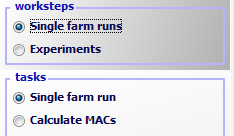 worksteps
Single farm runs
Experiments
tasks
Single farm run
Calculate MACs